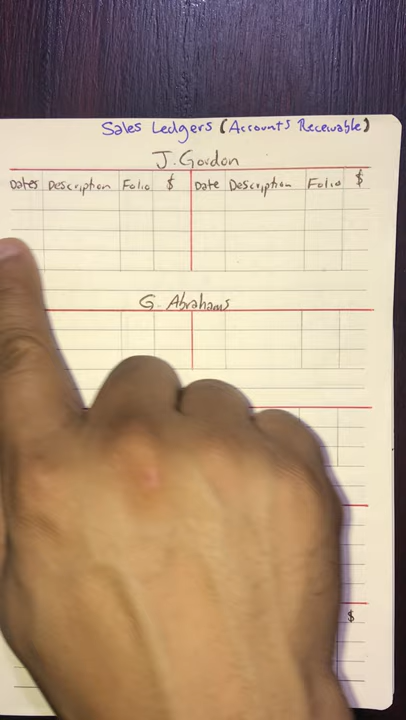 Sales Ledgers (Accounts Receivable)
J. Gordon
Dates Description Folio $ Date Description Folio $
G. Abrahams
$